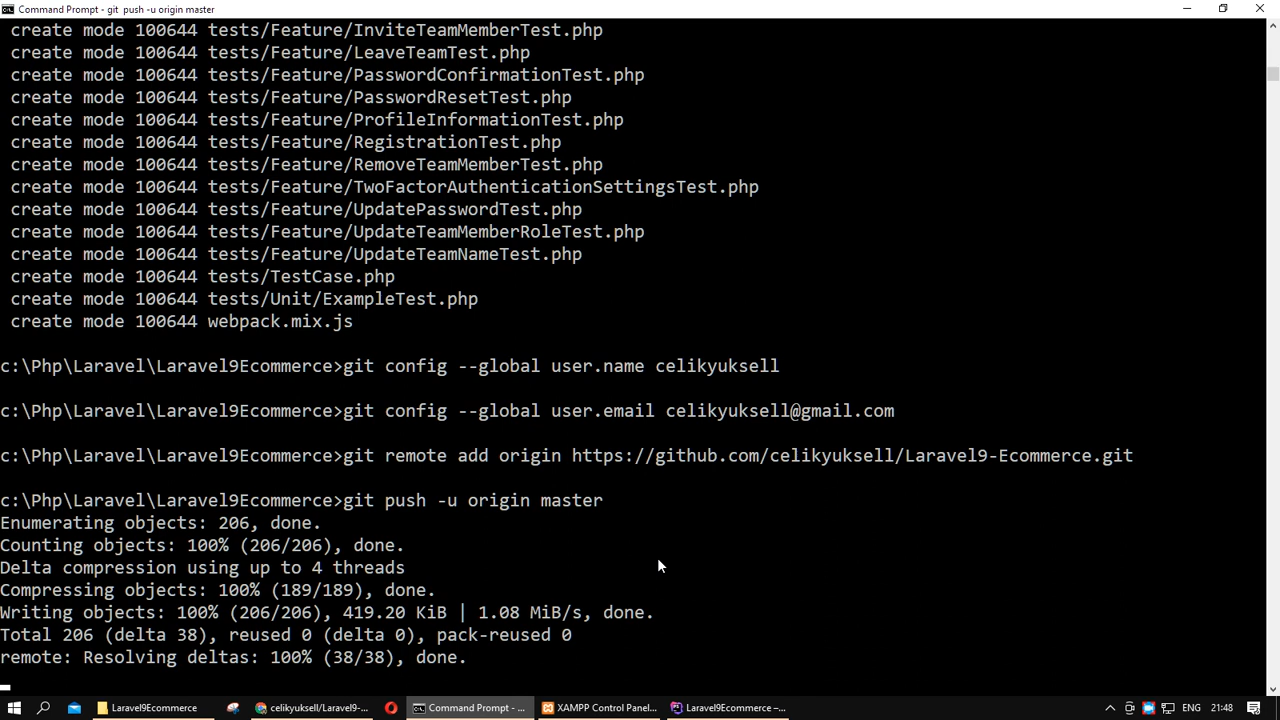 Command Prompt - git  push -u origin master
create mode 100644 tests/Feature/InviteTeamMemberTest.php
create mode 100644 tests/Feature/LeaveTeamTest.php
create mode 100644 tests/Feature/PasswordConfirmationTest.php
create mode 100644 tests/Feature/PasswordResetTest.php
create mode 100644 tests/Feature/ProfileInformationTest.php
create mode 100644 tests/Feature/RegistrationTest.php
create mode 100644 tests/Feature/RemoveTeamMemberTest.php
create mode 100644 tests/Feature/TwoFactorAuthenticationSettingsTest.php
create mode 100644 tests/Feature/UpdatePasswordTest.php
create mode 100644 tests/Feature/UpdateTeamMemberRoleTest.php
create mode 100644 tests/Feature/UpdateTeamNameTest.php
create mode 100644 tests/TestCase.php
create mode 100644 tests/Unit/ExampleTest.php
create mode 100644 webpack.mix.js
c:\Php\Laravel\Laravel9Ecommerce>git config --global user.name celikyuksell
c:\Php\Laravel\Laravel9Ecommerce>git config --global user.email celikyuksell@gmail.com
c:\Php\Laravel\Laravel9Ecommerce>git remote add origin https://github.com/celikyuksell/Laravel9-Ecommerce.git
c:\Php\Laravel\Laravel9Ecommerce>git push -u origin master
Enumerating objects: 206, done.
Counting objects: 100% (206/206), done.
Delta compression using up to 4 threads
Compressing objects: 100% (189/189), done.
Writing objects: 100% (206/206), 419.20 KiB | 1.08 MiB/s, done.
Total 206 (delta 38), reused 0 (delta 0), pack-reused 0
remote: Resolving deltas: 100% (38/38), done.
Laravel9Ecommerce
celikyuksell/Laravel9-...
Command Prompt - ...
XAMPP Control Panel...
Laravel9Ecommerce –...
ENG
21:48